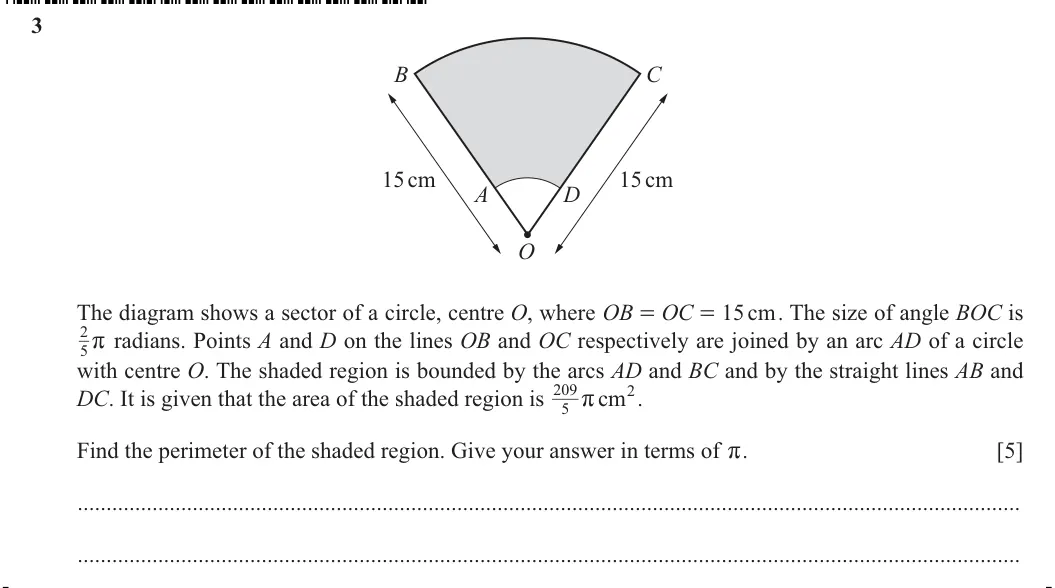 3
B
C
15 cm
15 cm
A
D
O
The diagram shows a sector of a circle, centre O, where OB = OC = 15 cm. The size of angle BOC is
2/5 π radians. Points A and D on the lines OB and OC respectively are joined by an arc AD of a circle
with centre O. The shaded region is bounded by the arcs AD and BC and by the straight lines AB and
DC. It is given that the area of the shaded region is 209/5 π cm².
Find the perimeter of the shaded region. Give your answer in terms of π. [5]